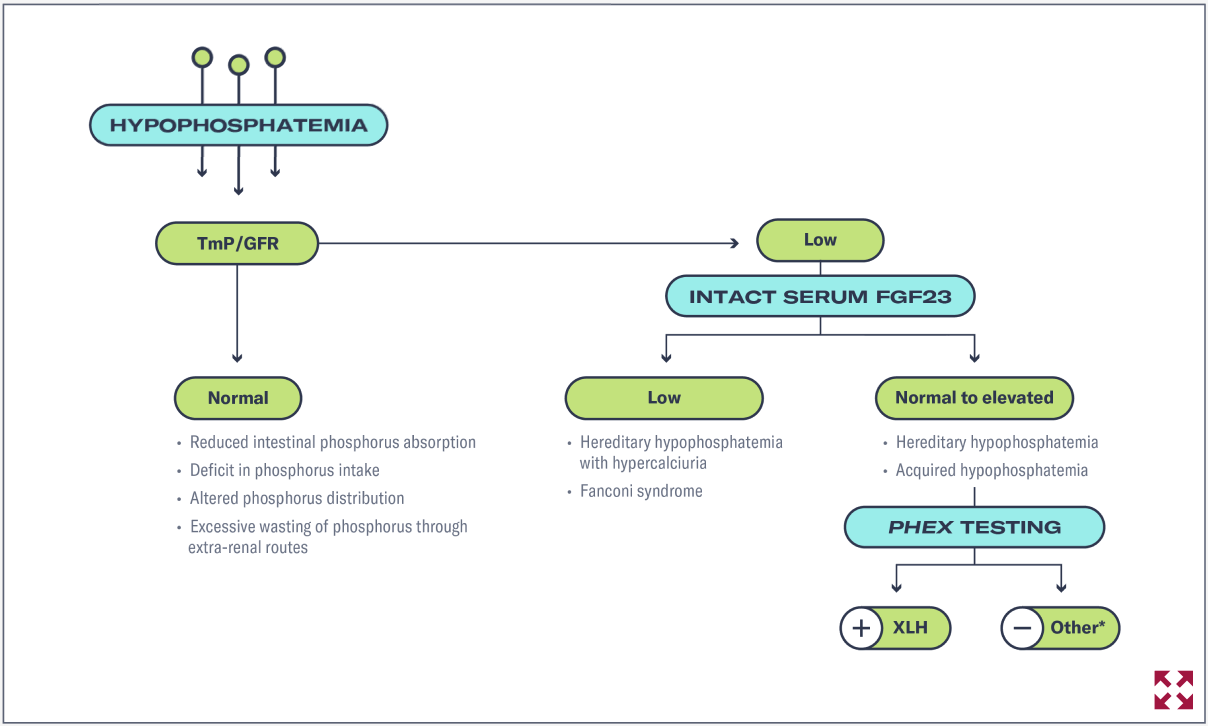 HYPOPHOSPHATEMIA
TmP/GFR
Low
INTACT SERUM FGF23
Normal
• Reduced intestinal phosphorus absorption
• Deficit in phosphorus intake
• Altered phosphorus distribution
• Excessive wasting of phosphorus through
extra-renal routes
Low
• Hereditary hypophosphatemia
with hypercalciuria
• Fanconi syndrome
Normal to elevated
• Hereditary hypophosphatemia
• Acquired hypophosphatemia
PHEX TESTING
+ XLH
− Other*